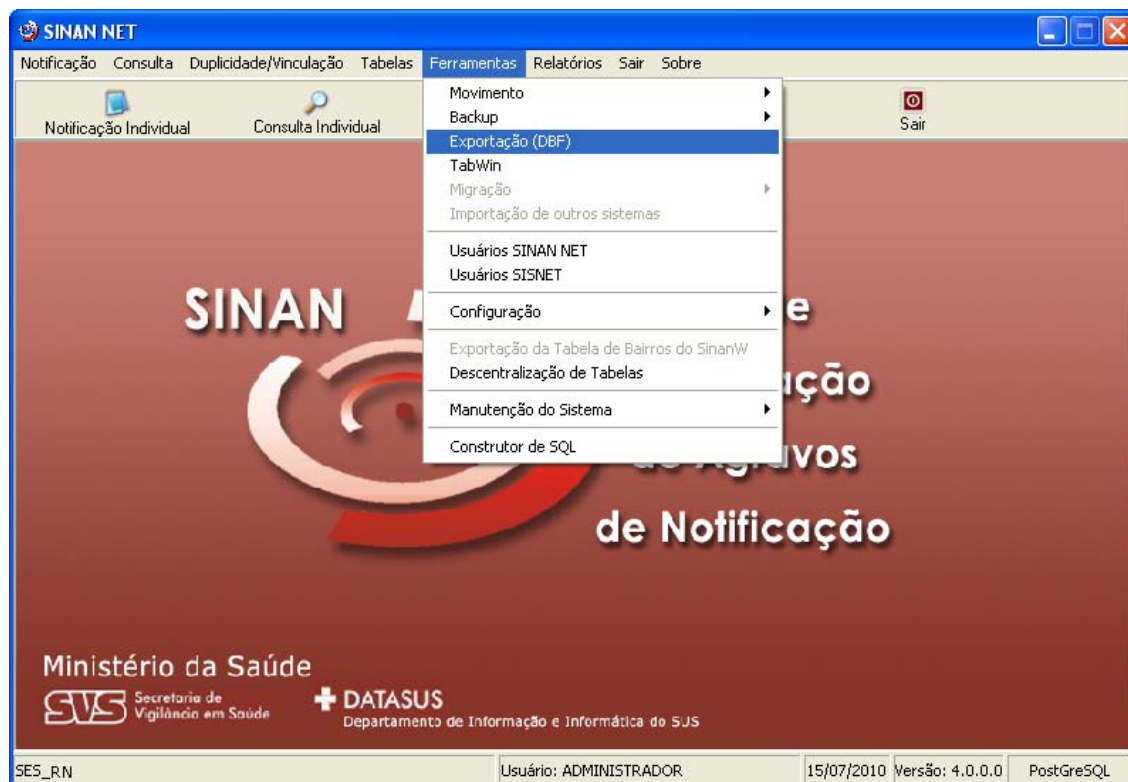 SINAN NET
Notificação Consulta Duplicidade/Vinculação Tabelas Ferramentas Relatórios Sair Sobre
Notificação Individual Consulta Individual Sair
Movimento
Backup
Exportação (DBF)
TabWin
Migração
Importação de outros sistemas
Usuários SINAN NET
Usuários SISNET
Configuração
Exportação da Tabela de Bairros do SinanW
Descentralização de Tabelas
Manutenção do Sistema
Construtor de SQL
SINAN
de Notificação
Ministério da Saúde
SVS Secretaria de
Vigilância em Saúde
DATASUS
Departamento de Informação e Informática do SUS
SES_RN Usuário: ADMINISTRADOR 15/07/2010 Versão: 4.0.0.0 PostGreSQL